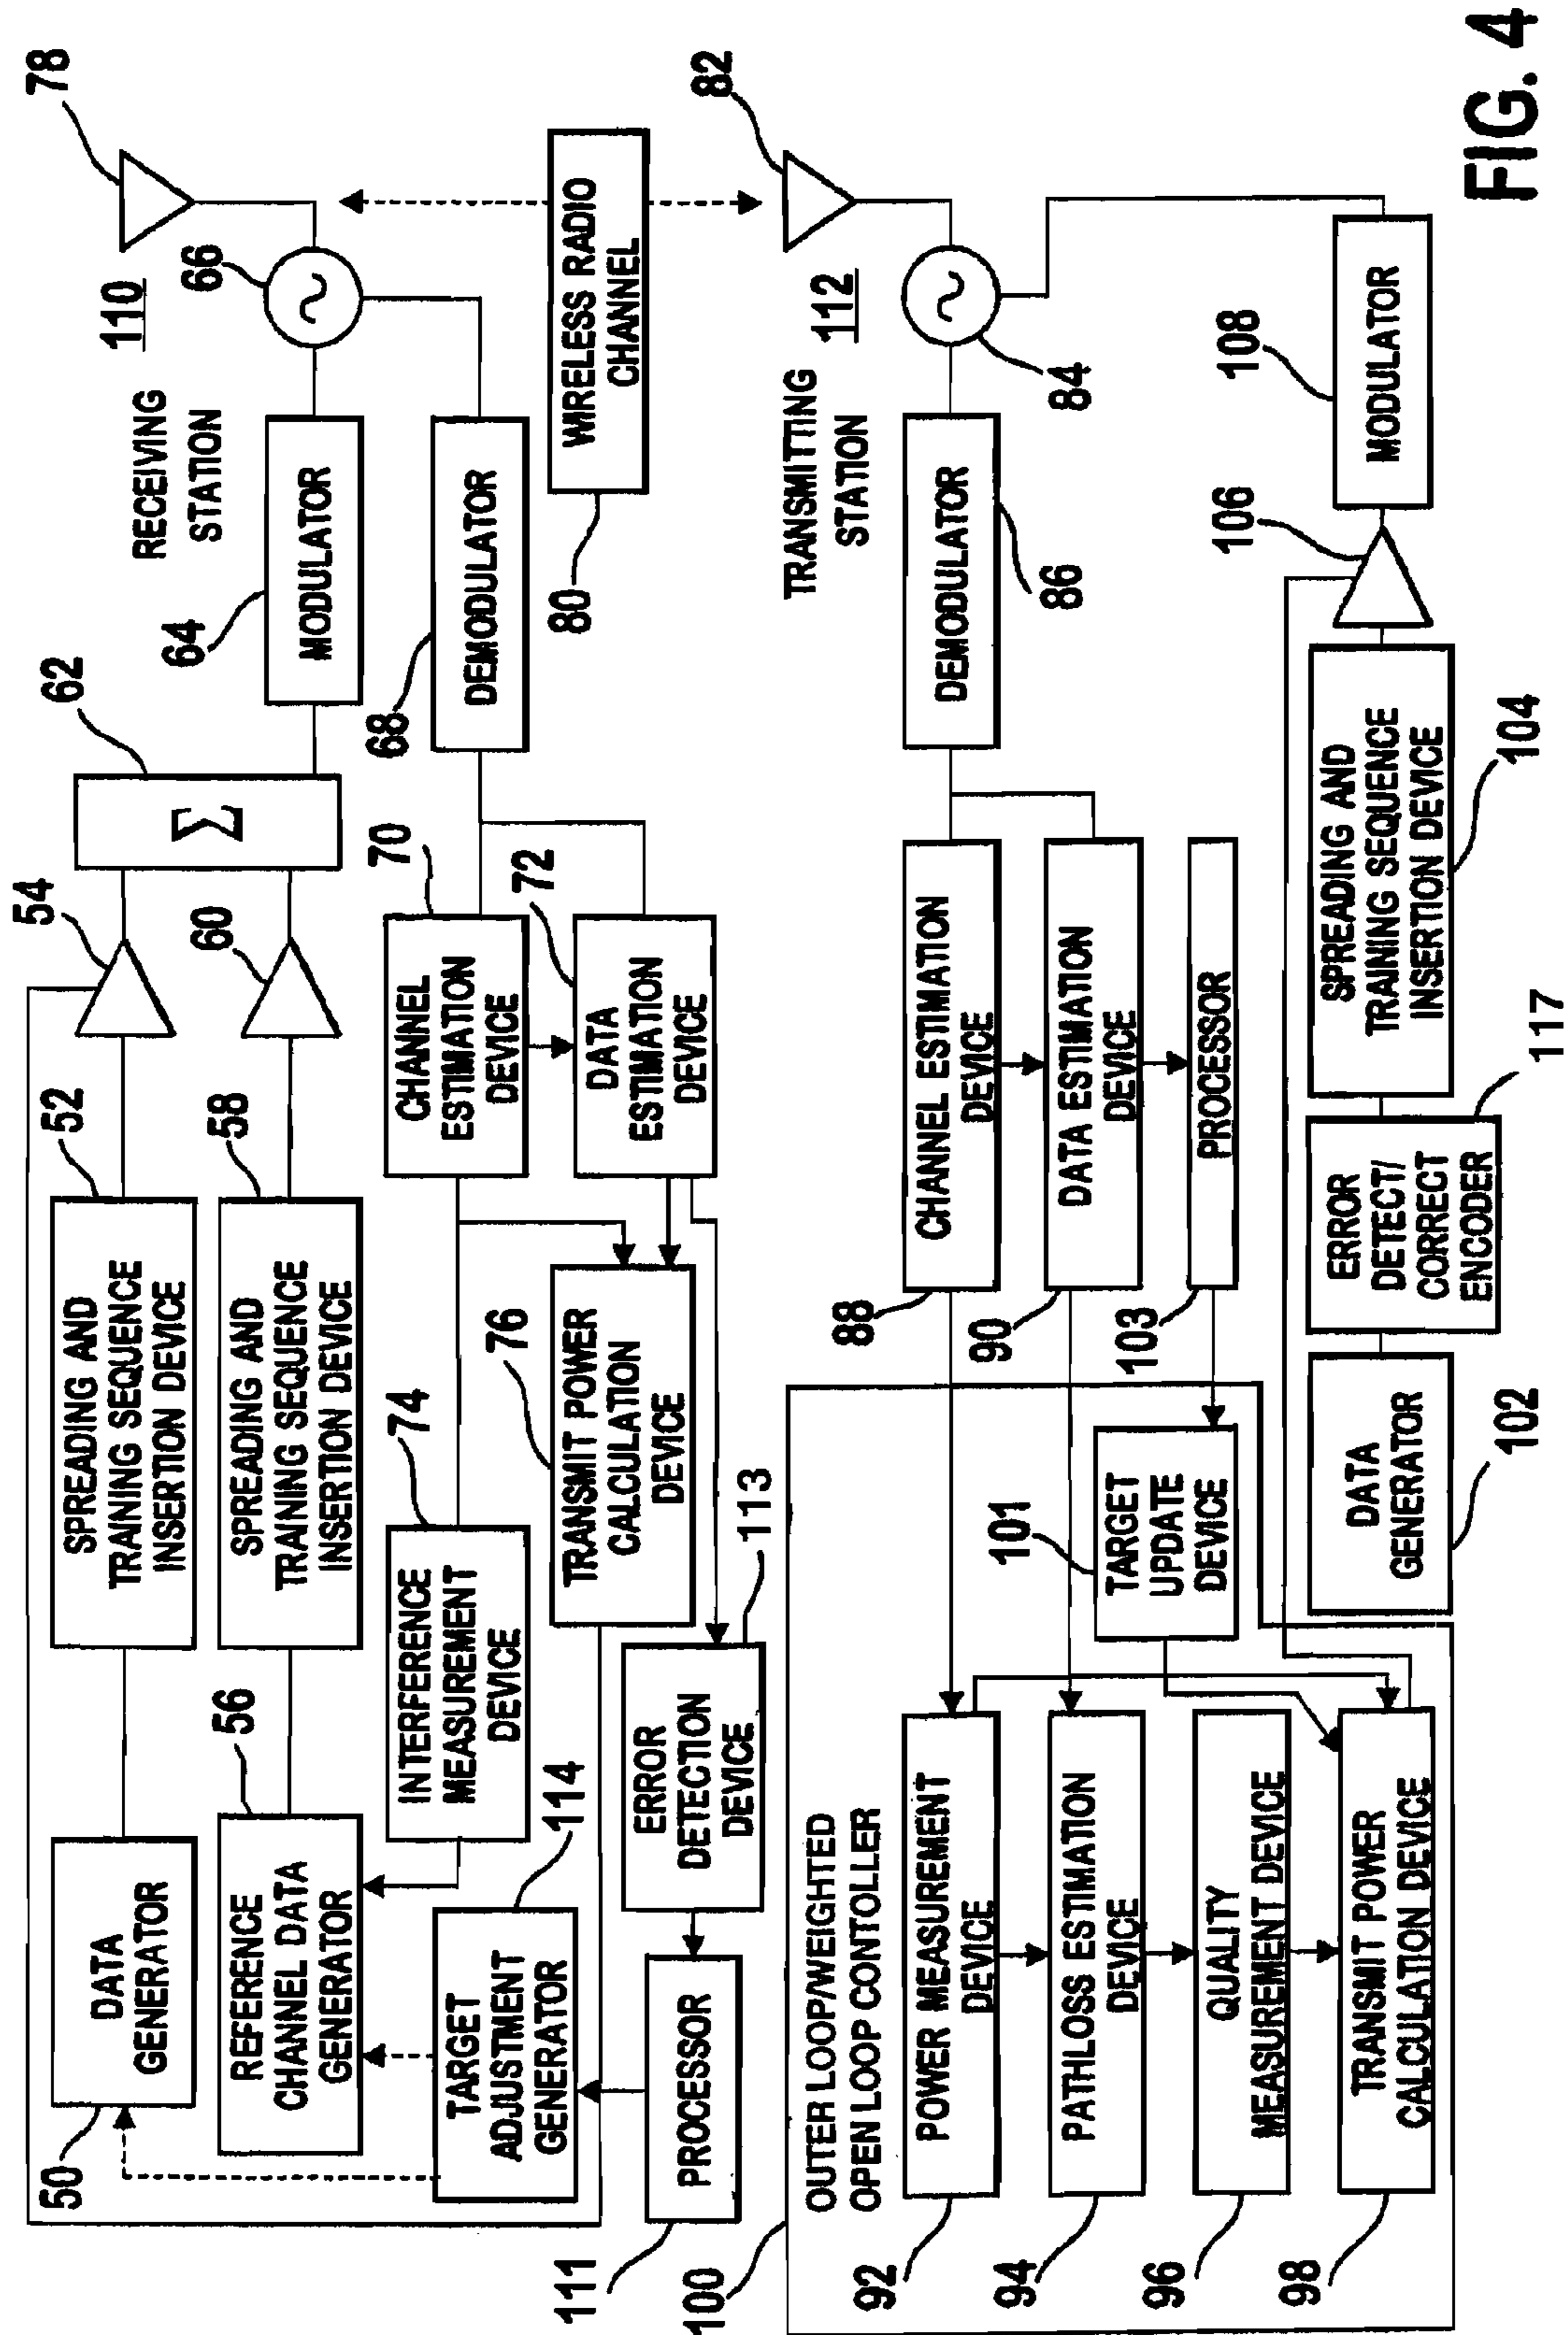 78
110
66
RECEIVING
STATION
64
MODULATOR
62
Σ
54
60
52
SPREADING AND
TRAINING SEQUENCE
INSERTION DEVICE
58
SPREADING AND
TRAINING SEQUENCE
INSERTION DEVICE
50
DATA
GENERATOR
56
REFERENCE
CHANNEL DATA
GENERATOR
68
DEMODULATOR
70
CHANNEL
ESTIMATION
DEVICE
72
DATA
ESTIMATION
DEVICE
74
INTERFERENCE
MEASUREMENT
DEVICE
76
TRANSMIT POWER
CALCULATION
DEVICE
113
ERROR
DETECTION
DEVICE
114
TARGET
ADJUSTMENT
GENERATOR
111
PROCESSOR
80
WIRELESS RADIO
CHANNEL
82
112
84
TRANSMITTING
STATION
86
DEMODULATOR
88
CHANNEL ESTIMATION
DEVICE
90
DATA ESTIMATION
DEVICE
103
PROCESSOR
100
OUTER LOOP/WEIGHTED
OPEN LOOP CONTOLLER
92
POWER MEASUREMENT
DEVICE
94
PATHLOSS ESTIMATION
DEVICE
96
QUALITY
MEASUREMENT DEVICE
98
TRANSMIT POWER
CALCULATION DEVICE
101
TARGET
UPDATE
DEVICE
102
DATA
GENERATOR
117
ERROR
DETECT/
CORRECT
ENCODER
104
SPREADING AND
TRAINING SEQUENCE
INSERTION DEVICE
106
108
MODULATOR
FIG. 4